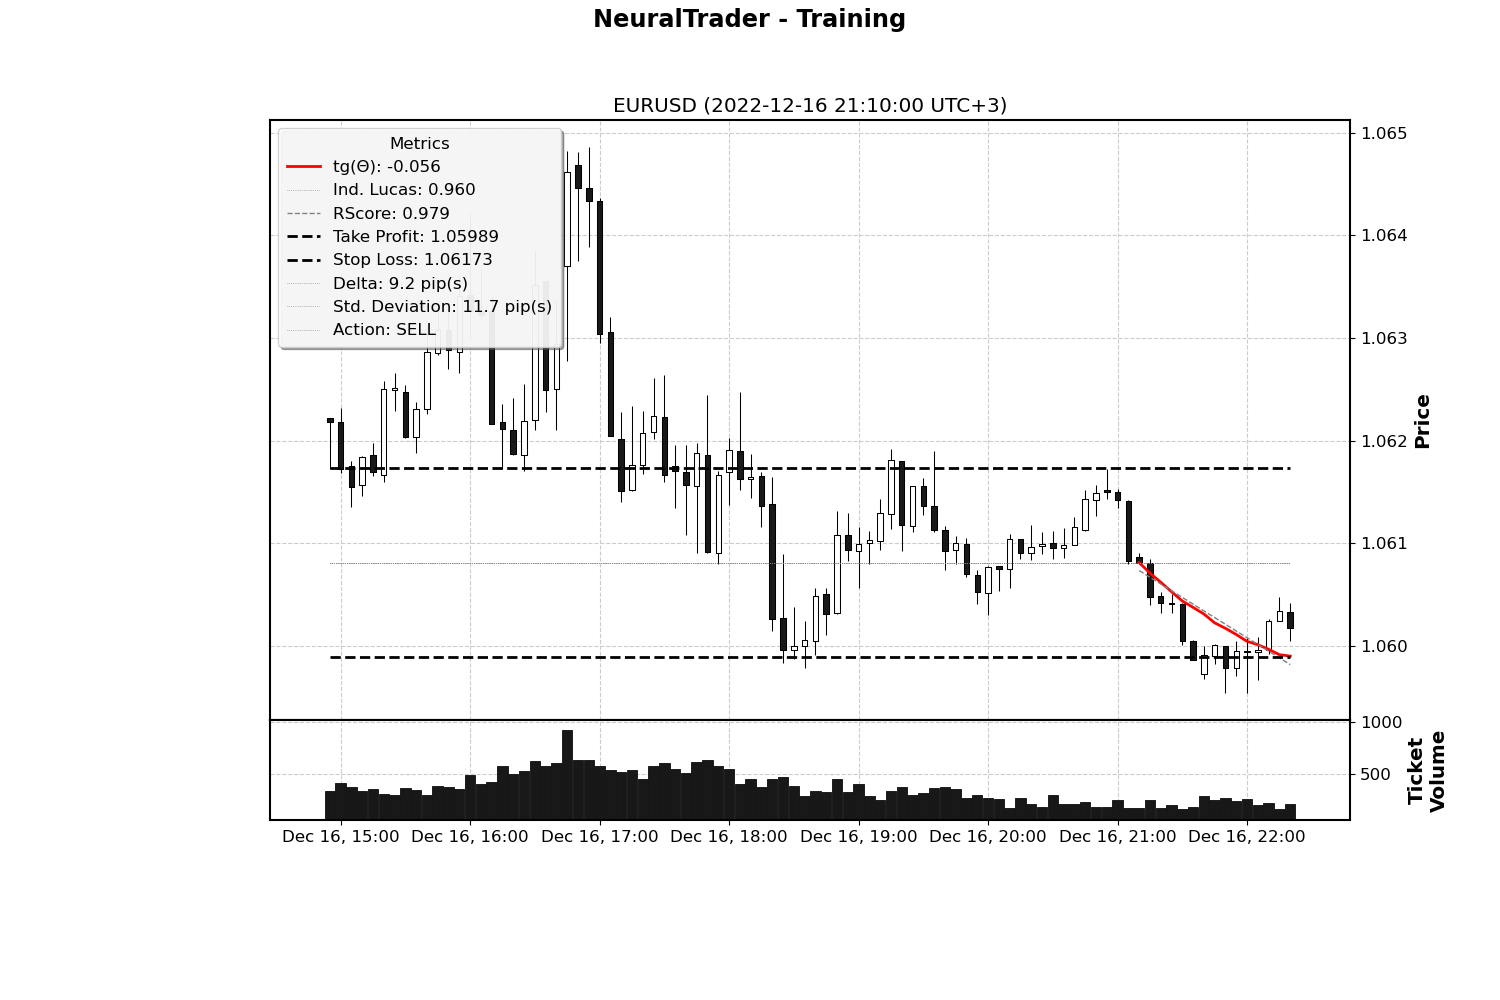 NeuralTrader - Training
EURUSD (2022-12-16 21:10:00 UTC+3)
Metrics
tg(Θ): -0.056
Ind. Lucas: 0.960
RScore: 0.979
Take Profit: 1.05989
Stop Loss: 1.06173
Delta: 9.2 pip(s)
Std. Deviation: 11.7 pip(s)
Action: SELL
1.065
1.064
1.063
1.062
1.061
1.060
Price
1000
500
Ticket
Volume
Dec 16, 15:00
Dec 16, 16:00
Dec 16, 17:00
Dec 16, 18:00
Dec 16, 19:00
Dec 16, 20:00
Dec 16, 21:00
Dec 16, 22:00